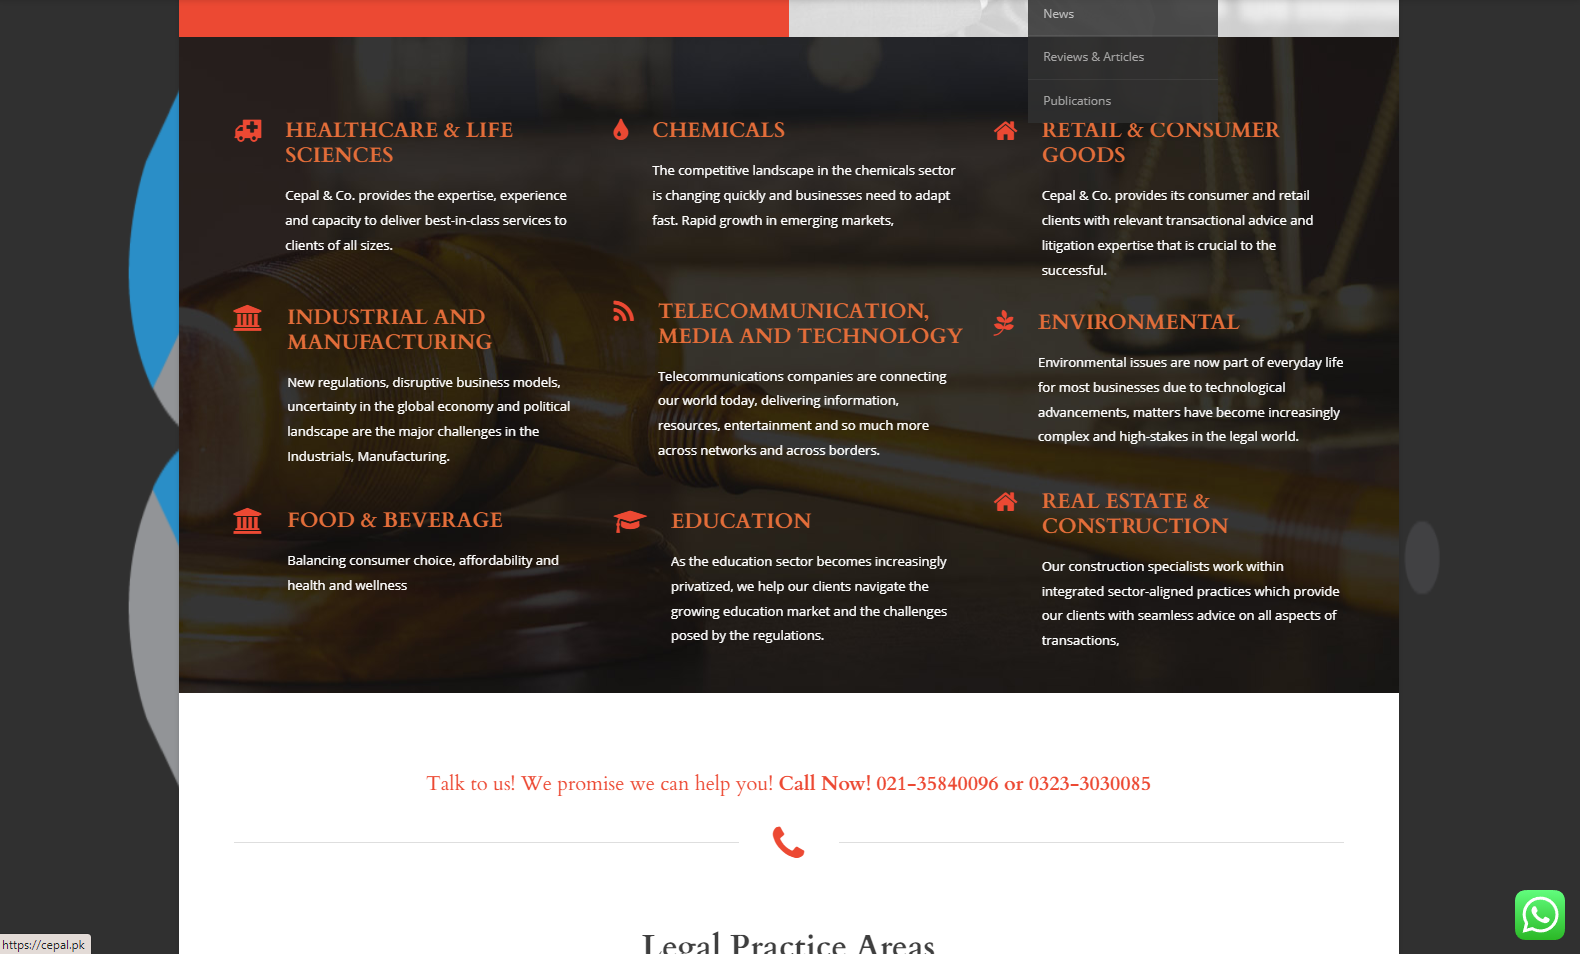 News
Reviews & Articles
Publications
HEALTHCARE & LIFE
SCIENCES
Cepal & Co. provides the expertise, experience
and capacity to deliver best-in-class services to
clients of all sizes.
CHEMICALS
The competitive landscape in the chemicals sector
is changing quickly and businesses need to adapt
fast. Rapid growth in emerging markets,
RETAIL & CONSUMER
GOODS
Cepal & Co. provides its consumer and retail
clients with relevant transactional advice and
litigation expertise that is crucial to the
successful.
INDUSTRIAL AND
MANUFACTURING
New regulations, disruptive business models,
uncertainty in the global economy and political
landscape are the major challenges in the
Industrials, Manufacturing.
TELECOMMUNICATION,
MEDIA AND TECHNOLOGY
Telecommunications companies are connecting
our world today, delivering information,
resources, entertainment and so much more
across networks and across borders.
ENVIRONMENTAL
Environmental issues are now part of everyday life
for most businesses due to technological
advancements, matters have become increasingly
complex and high-stakes in the legal world.
FOOD & BEVERAGE
Balancing consumer choice, affordability and
health and wellness
EDUCATION
As the education sector becomes increasingly
privatized, we help our clients navigate the
growing education market and the challenges
posed by the regulations.
REAL ESTATE &
CONSTRUCTION
Our construction specialists work within
integrated sector-aligned practices which provide
our clients with seamless advice on all aspects of
transactions,
Talk to us! We promise we can help you! Call Now! 021-35840096 or 0323-3030085
Legal Practice Areas
https://cepal.pk